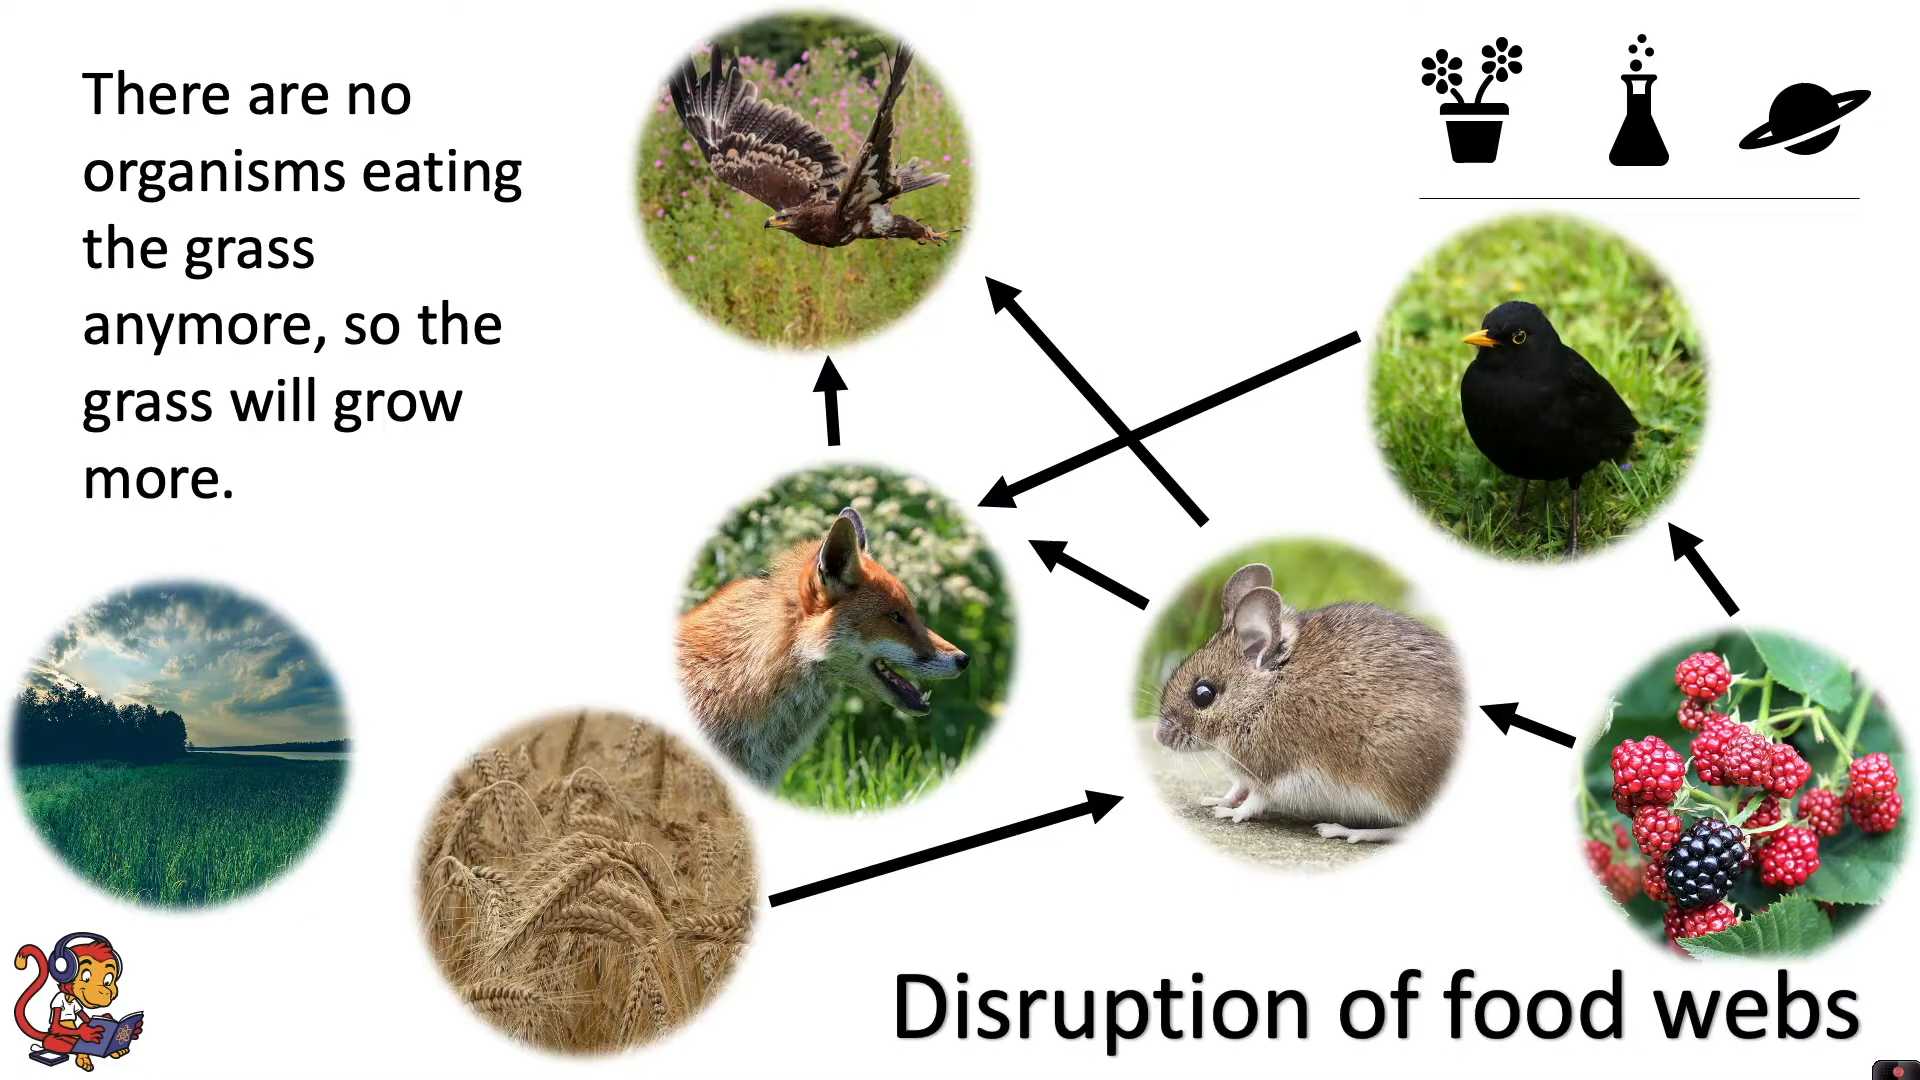 There are no
organisms eating
the grass
anymore, so the
grass will grow
more.
Disruption of food webs